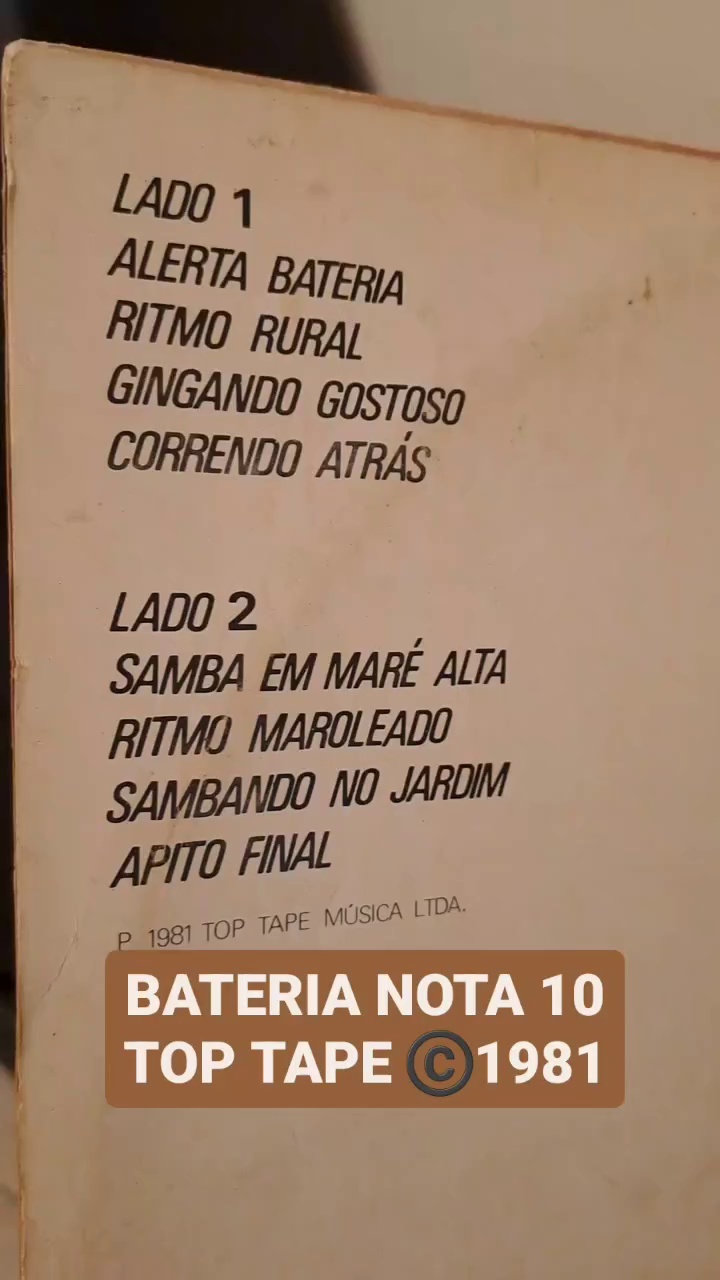 LADO 1
ALERTA BATERIA
RITMO RURAL
GINGANDO GOSTOSO
CORRENDO ATRÁS
LADO 2
SAMBA EM MARÉ ALTA
RITMO MAROLEADO
SAMBANDO NO JARDIM
APITO FINAL
P 1981 TOP TAPE MÚSICA LTDA.
BATERIA NOTA 10
TOP TAPE ©1981